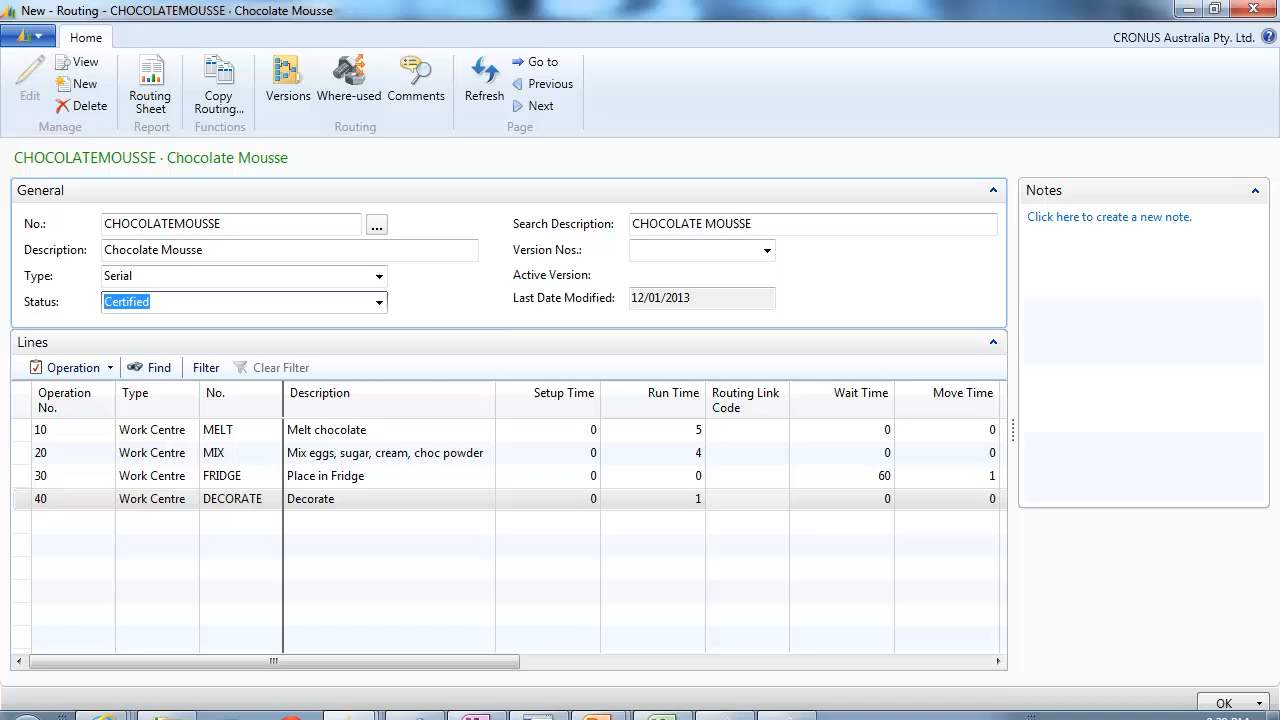 New - Routing - CHOCOLATEMOUSSE · Chocolate Mousse
Home
CRONUS Australia Pty. Ltd.
Edit
View
New
Delete
Manage
Routing Sheet
Report
Copy Routing...
Functions
Versions
Where-used
Comments
Routing
Refresh
Go to
Previous
Next
Page
CHOCOLATEMOUSSE · Chocolate Mousse
General
No.: CHOCOLATEMOUSSE ...
Description: Chocolate Mousse
Type: Serial
Status: Certified
Search Description: CHOCOLATE MOUSSE
Version Nos.:
Active Version:
Last Date Modified: 12/01/2013
Notes
Click here to create a new note.
Lines
Operation Find Filter Clear Filter
Operation No. Type No. Description Setup Time Run Time Routing Link Code Wait Time Move Time
10 Work Centre MELT Melt chocolate 0 5 0 0
20 Work Centre MIX Mix eggs, sugar, cream, choc powder 0 4 0 0
30 Work Centre FRIDGE Place in Fridge 0 0 60 1
40 Work Centre DECORATE Decorate 0 1 0 0
OK